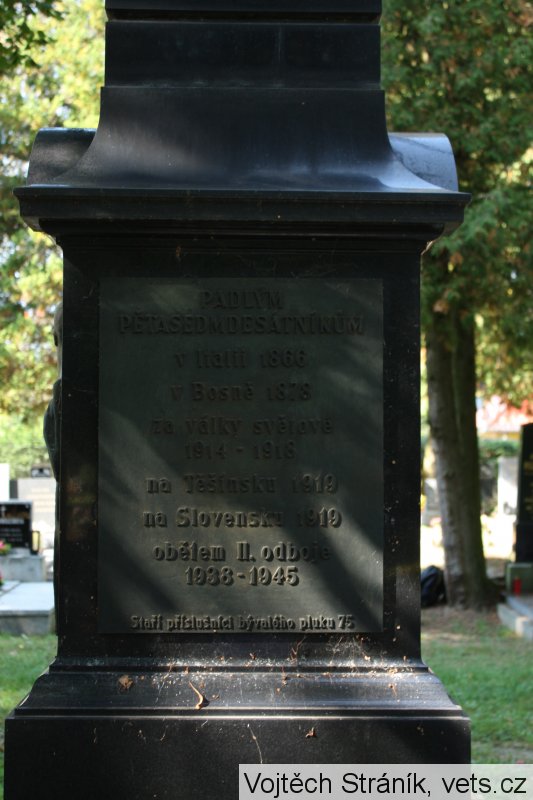 PADLÝM
PĚTASEDMDESÁTNÍKŮM
v Italii 1866
v Bosně 1878
za války světové
1914 - 1918
na Těšínsku 1919
na Slovensku 1919
obětem II. odboje
1938 - 1945
Staří příslušníci bývalého pluku 75
Vojtěch Stráník, vets.cz